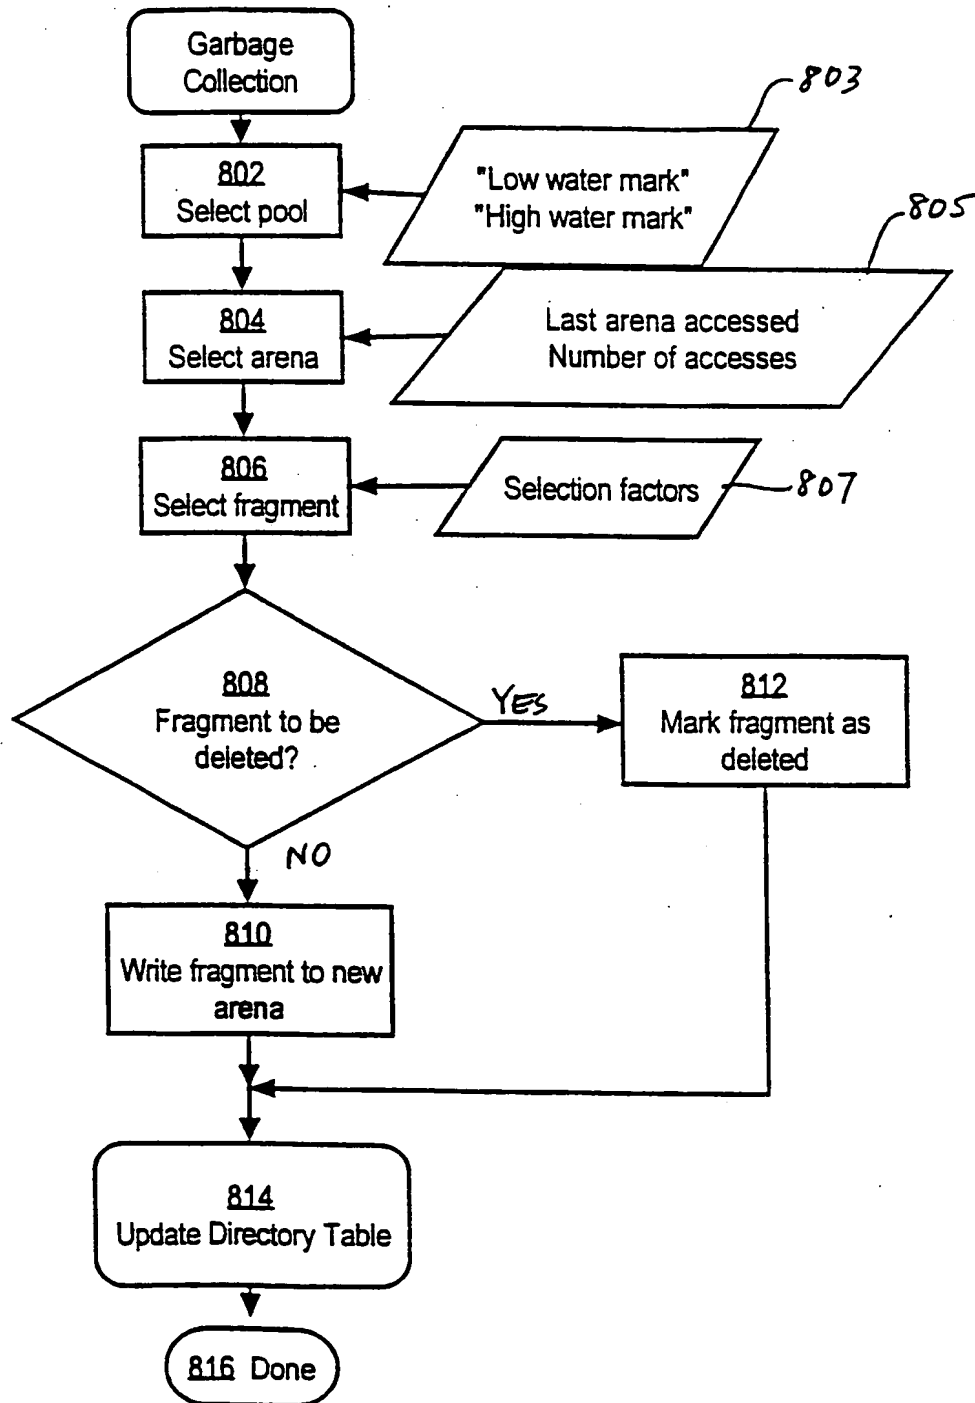 Garbage
Collection
803
802
Select pool
"Low water mark"
"High water mark"
805
804
Select arena
Last arena accessed
Number of accesses
806
Select fragment
Selection factors
807
808
Fragment to be
deleted?
YES
812
Mark fragment as
deleted
NO
810
Write fragment to new
arena
814
Update Directory Table
816 Done